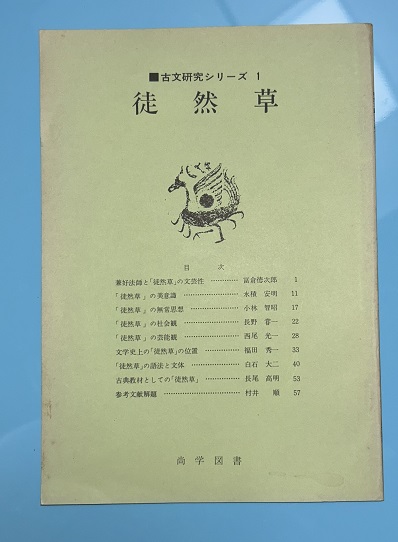 ■古文研究シリーズ 1
徒然草
目次
兼好法師と「徒然草」の文芸性 ………… 冨倉徳次郎 1
「徒然草」の美意識 ………… 永積安明 11
「徒然草」の無常思想 ………… 小林智昭 17
「徒然草」の社会観 ………… 長野甞一 22
「徒然草」の芸能観 ………… 西尾光一 28
文学史上の「徒然草」の位置 ………… 福田秀一 33
「徒然草」の語法と文体 ………… 白石大二 40
古典教材としての「徒然草」 ………… 長尾高明 53
参考文献解題 ………… 村井順 57
尚学図書